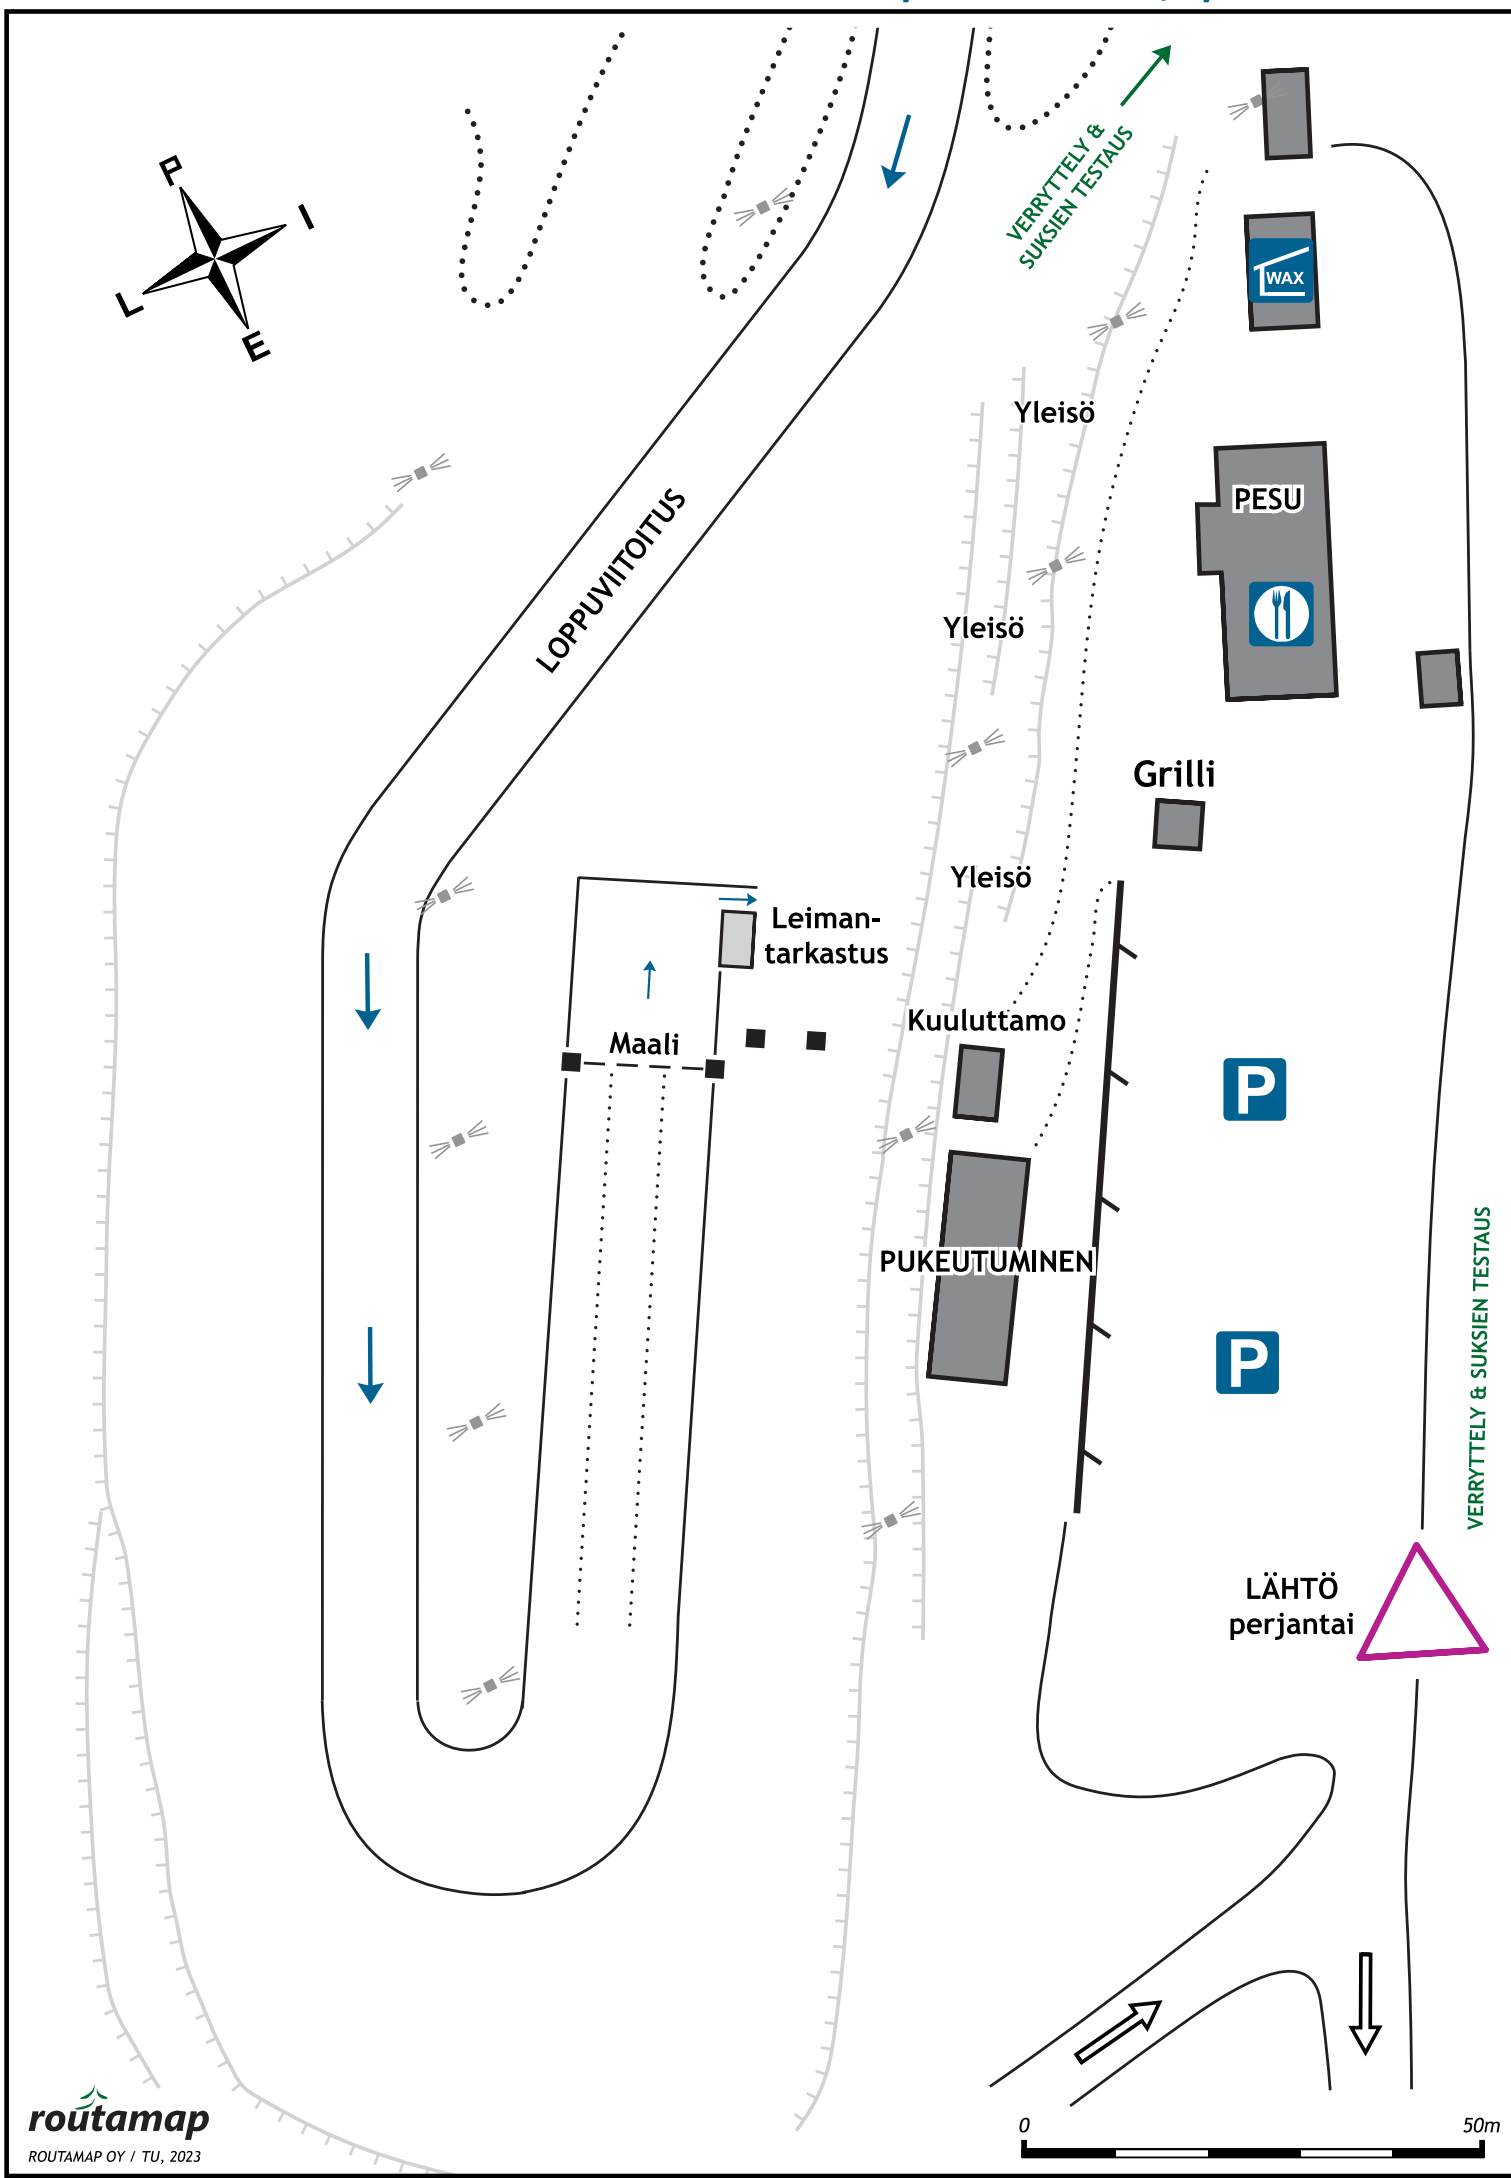 VERRYTTELY &
SUKSIEN TESTAUS
P
I
L
E
WAX
Yleisö
PESU
LOPPUVIITOITUS
Yleisö
Grilli
Yleisö
Leiman-
tarkastus
Kuuluttamo
Maali
P
PUKEUTUMINEN
VERRYTTELY & SUKSIEN TESTAUS
P
LÄHTÖ
perjantai
routamap
ROUTAMAP OY / TU, 2023
0
50m